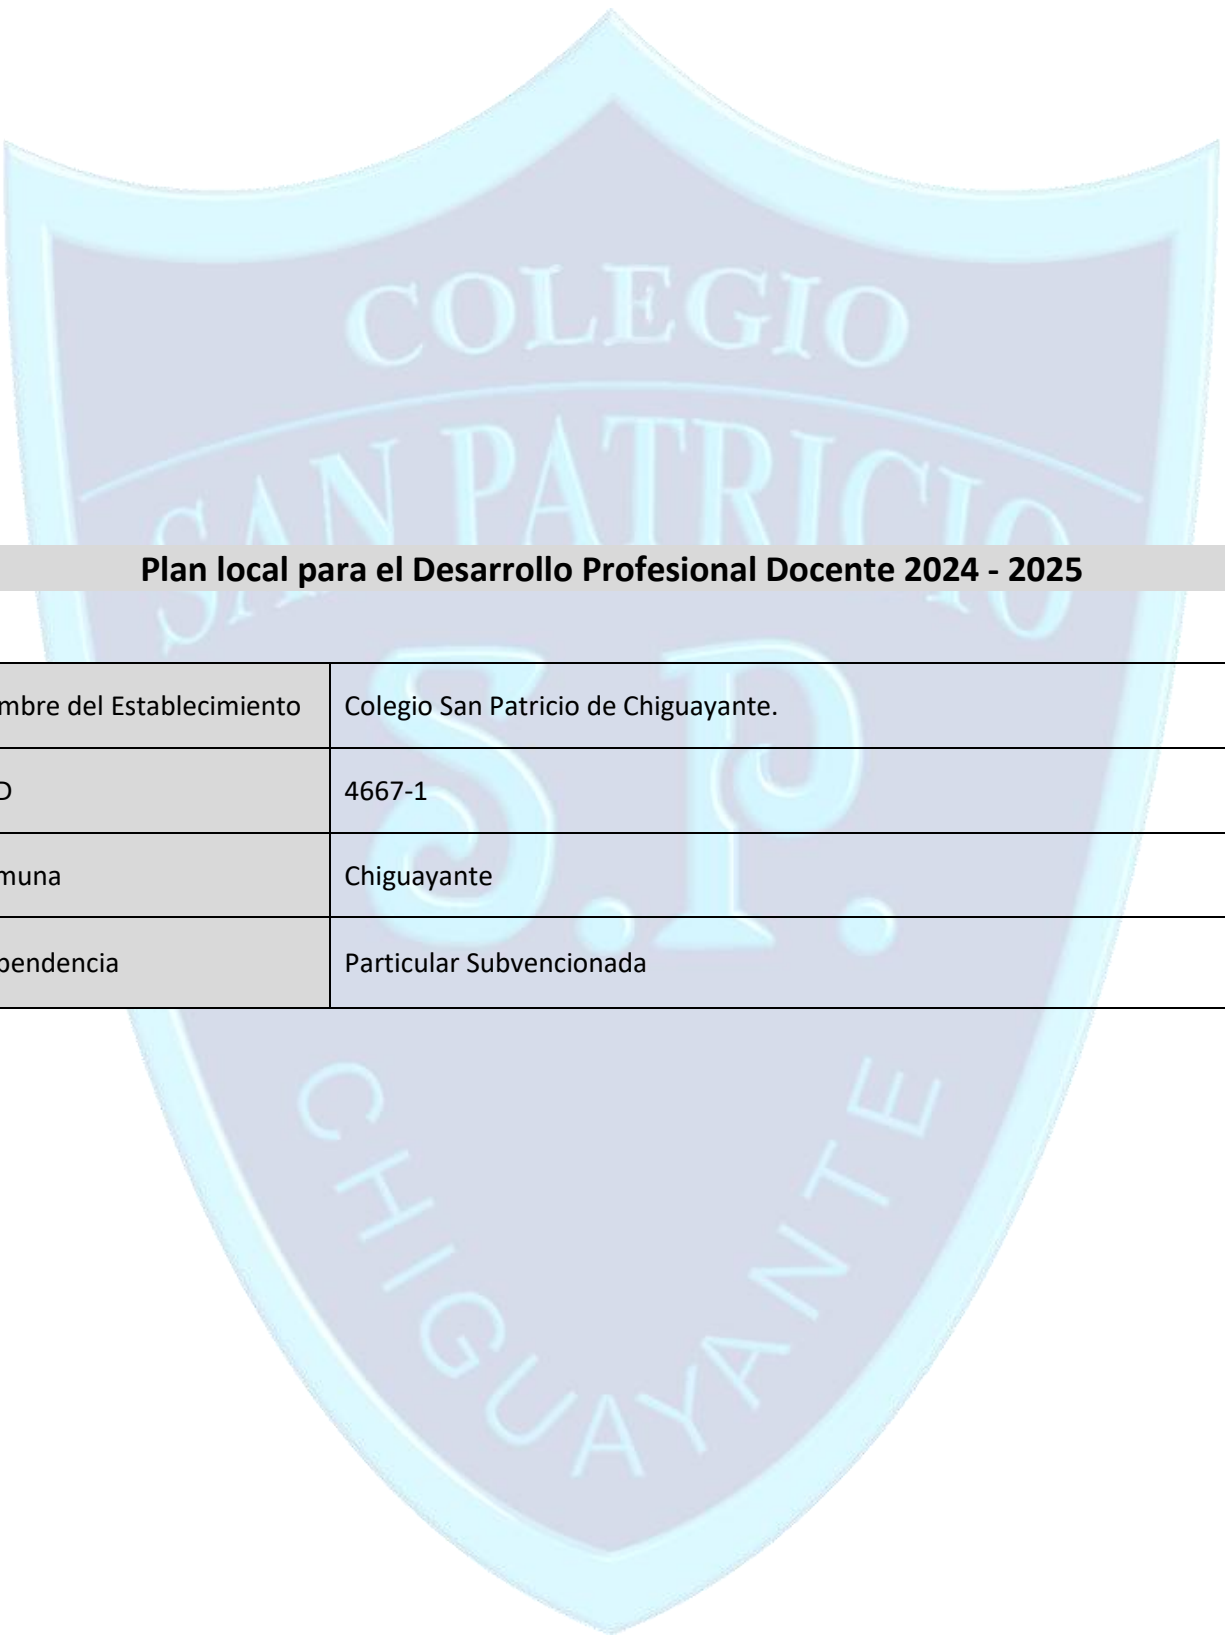 COLEGIO
SAN PATRICIO
Plan local para el Desarrollo Profesional Docente 2024 - 2025
S.P.
mbre del Establecimiento Colegio San Patricio de Chiguayante.
D 4667-1
muna Chiguayante
pendencia Particular Subvencionada
CHIGUAYANTE